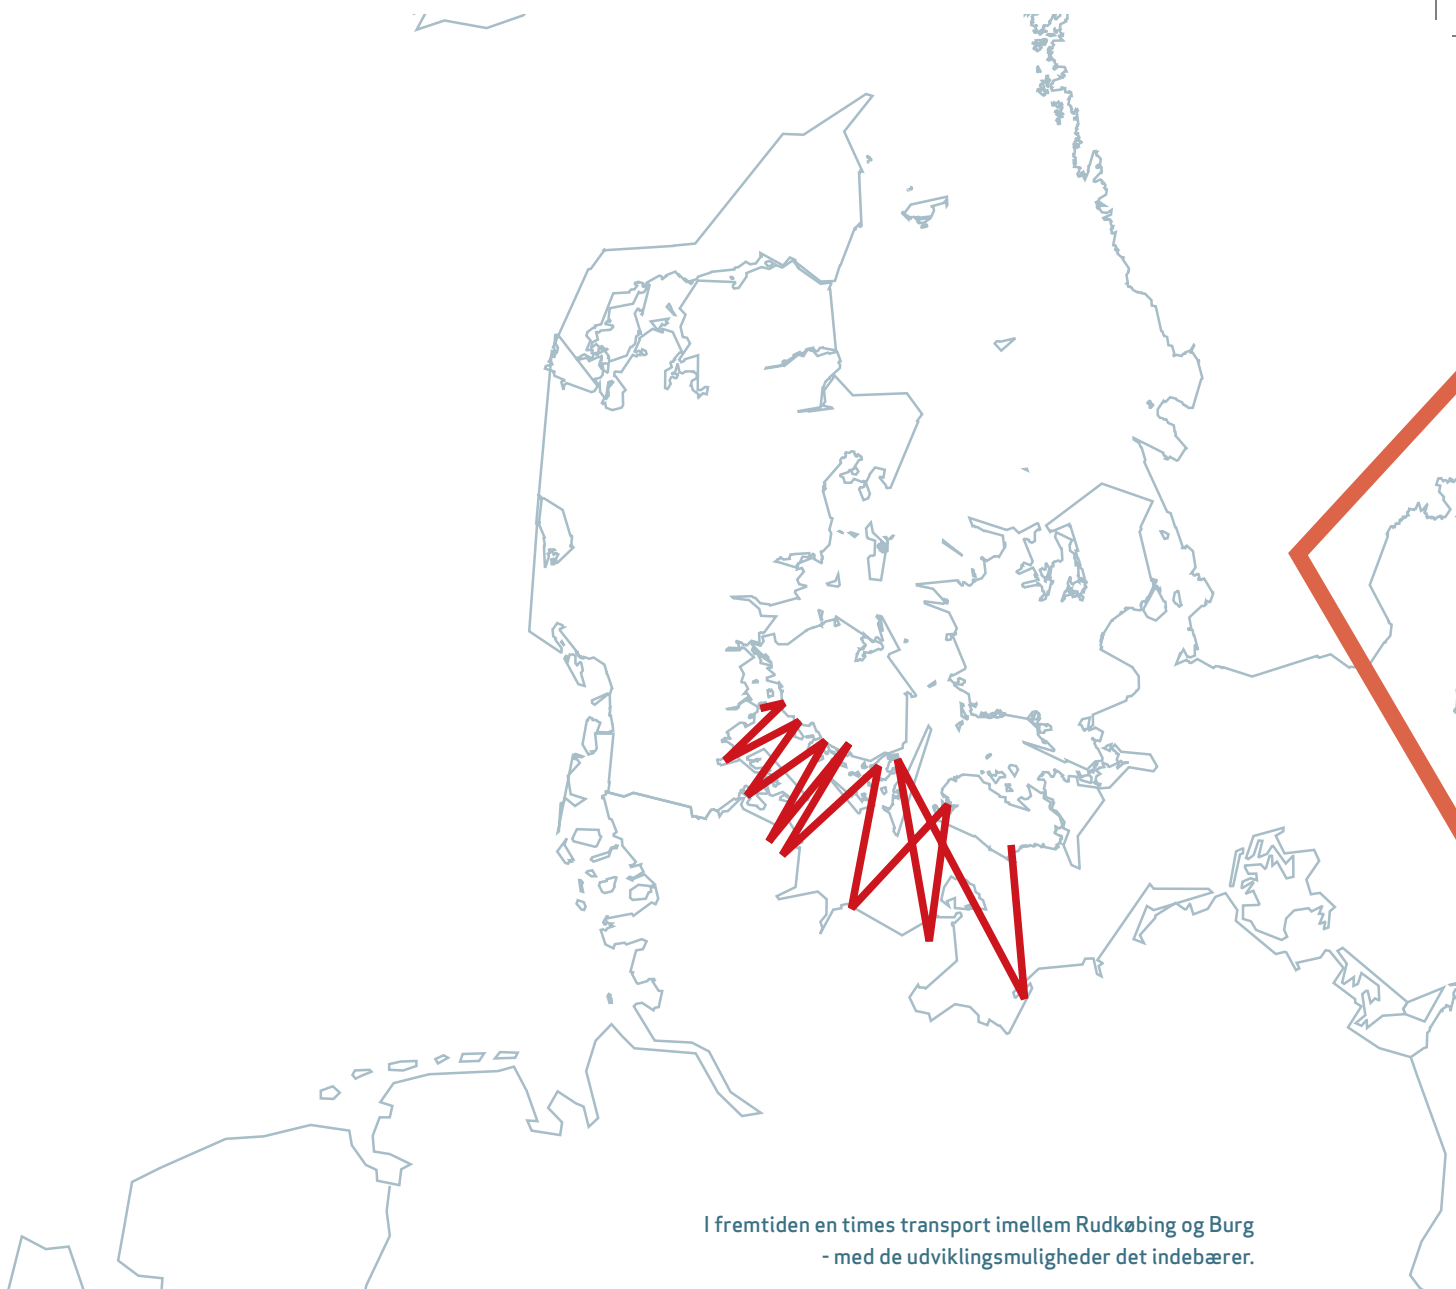 I fremtiden en times transport imellem Rudkøbing og Burg
- med de udviklingsmuligheder det indebærer.